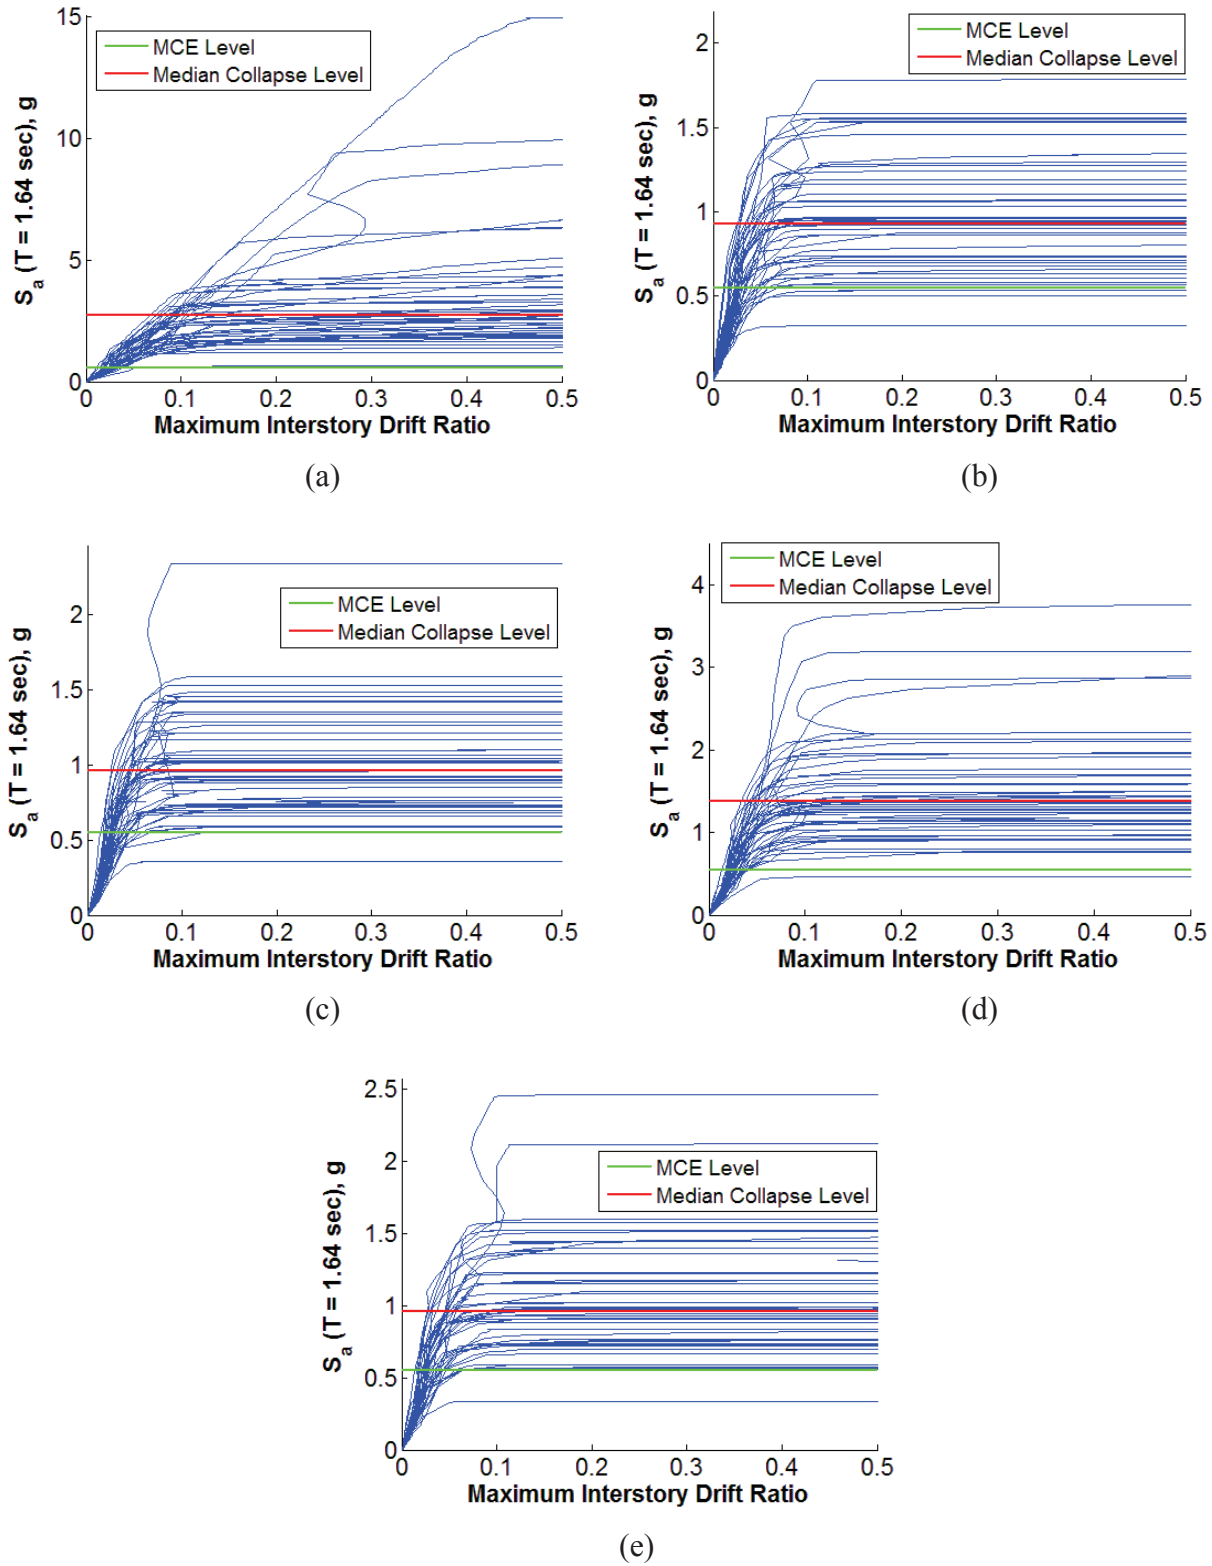 15
10
5
0
S_a (T = 1.64 sec), g
MCE Level
Median Collapse Level
0 0.1 0.2 0.3 0.4 0.5
Maximum Interstory Drift Ratio
(a)
2
1.5
1
0.5
0
S_a (T = 1.64 sec), g
MCE Level
Median Collapse Level
0 0.1 0.2 0.3 0.4 0.5
Maximum Interstory Drift Ratio
(b)
2
1.5
1
0.5
0
S_a (T = 1.64 sec), g
MCE Level
Median Collapse Level
0 0.1 0.2 0.3 0.4 0.5
Maximum Interstory Drift Ratio
(c)
4
3
2
1
0
S_a (T = 1.64 sec), g
MCE Level
Median Collapse Level
0 0.1 0.2 0.3 0.4 0.5
Maximum Interstory Drift Ratio
(d)
2.5
2
1.5
1
0.5
0
S_a (T = 1.64 sec), g
MCE Level
Median Collapse Level
0 0.1 0.2 0.3 0.4 0.5
Maximum Interstory Drift Ratio
(e)